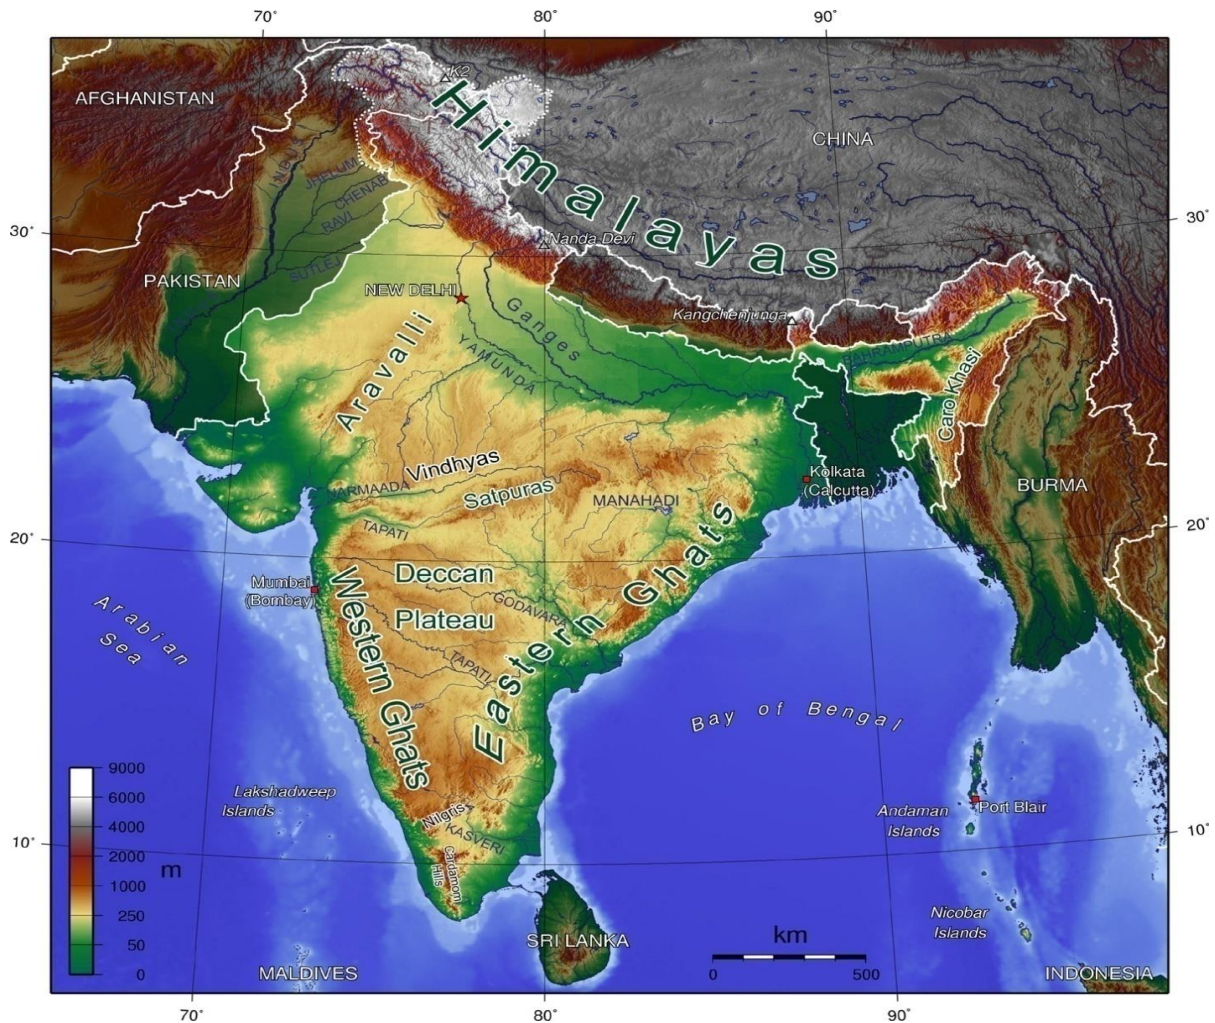 70°
80°
90°
K2
AFGHANISTAN
Himalayas
CHINA
INDUS
JHELUM
CHENAB
RAVI
30°
30°
Nanda Devi
SUTLEJ
PAKISTAN
NEW DELHI
Ganges
Kangchenjunga
Aravalli
YAMUNDA
BAHRAMPUTRA
Caro Khasi
Vindhyas
Kolkata
(Calcutta)
NARMAADA
Satpuras
MANAHADI
BURMA
TAPATI
20°
20°
Deccan
Plateau
Mumbai
(Bombay)
Western Ghats
GODAVARA
Eastern Ghats
Arabian
Sea
TAPATI
Bay of Bengal
9000
6000
4000
2000
1000
250
50
0
m
Lakshadweep
Islands
Nilgris
KASVERI
Cardamom
Hills
Andaman
Islands
Port Blair
10°
10°
Nicobar
Islands
SRI LANKA
km
0
500
MALDIVES
INDONESIA
70°
80°
90°